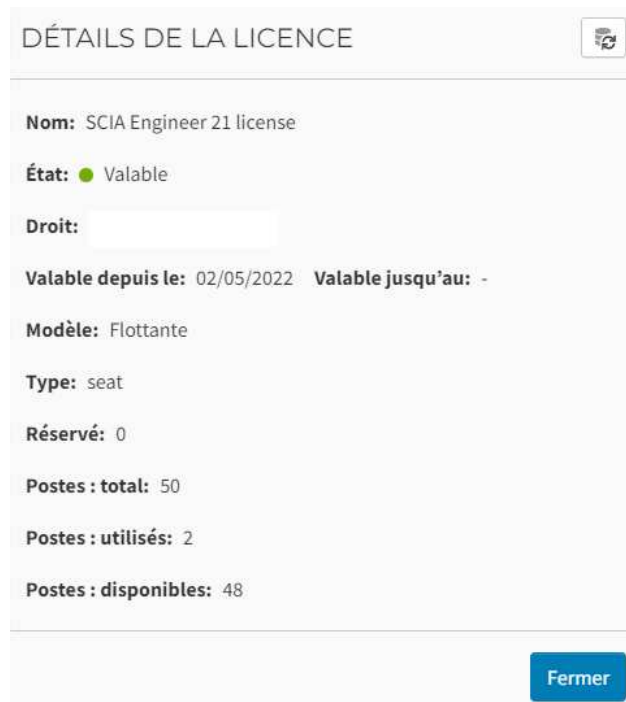 DÉTAILS DE LA LICENCE
Nom: SCIA Engineer 21 license
État: Valable
Droit:
Valable depuis le: 02/05/2022 Valable jusqu'au: -
Modèle: Flottante
Type: seat
Réservé: 0
Postes : total: 50
Postes : utilisés: 2
Postes : disponibles: 48
Fermer